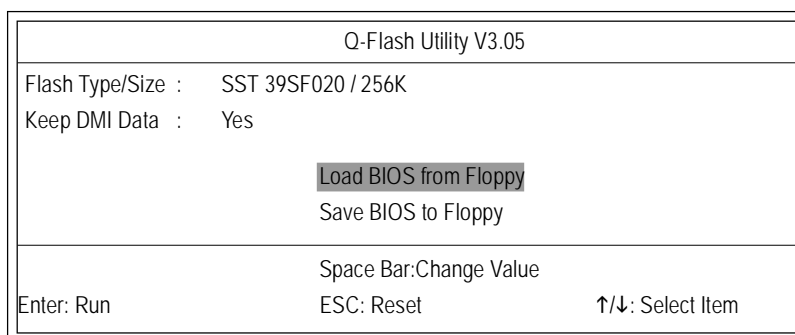 Q-Flash Utility V3.05
Flash Type/Size : SST 39SF020 / 256K
Keep DMI Data : Yes
Load BIOS from Floppy
Save BIOS to Floppy
Space Bar:Change Value
Enter: Run ESC: Reset ↑/↓: Select Item